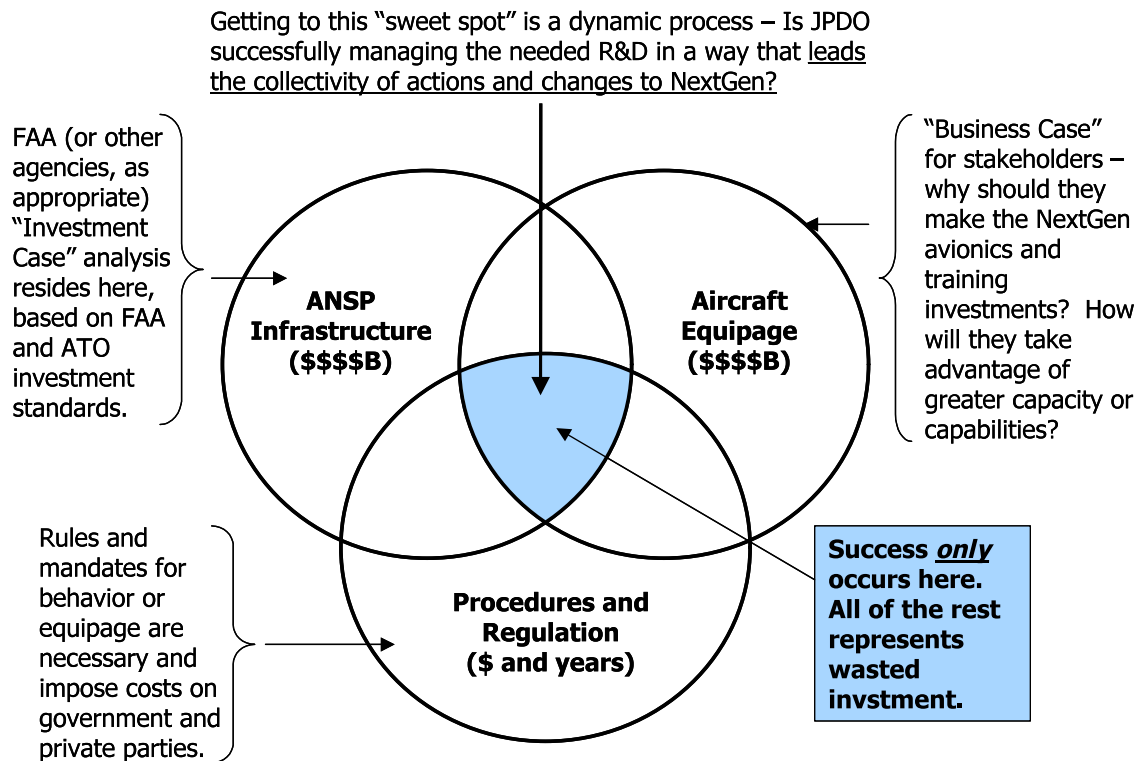 Getting to this “sweet spot” is a dynamic process – Is JPDO
successfully managing the needed R&D in a way that leads
the collectivity of actions and changes to NextGen?
FAA (or other
agencies, as
appropriate)
“Investment
Case” analysis
resides here,
based on FAA
and ATO
investment
standards.
“Business Case”
for stakeholders –
why should they
make the NextGen
avionics and
training
investments?  How
will they take
advantage of
greater capacity or
capabilities?
ANSP
Infrastructure
($$$$B)
Aircraft
Equipage
($$$$B)
Rules and
mandates for
behavior or
equipage are
necessary and
impose costs on
government and
private parties.
Procedures and
Regulation
($ and years)
Success only
occurs here.
All of the rest
represents
wasted
invstment.